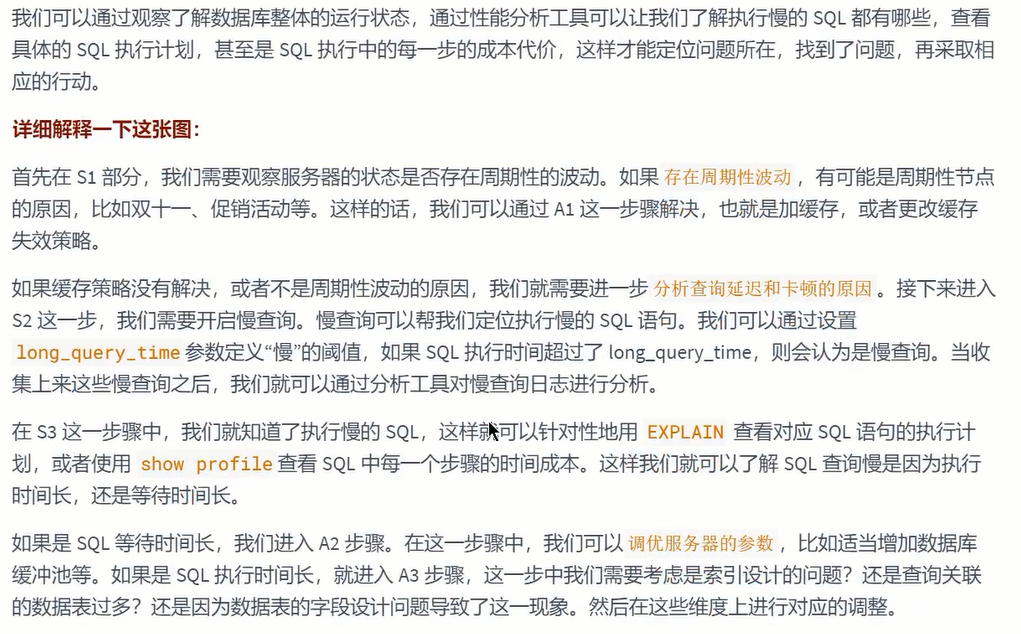 我们可以通过观察了解数据库整体的运行状态，通过性能分析工具可以让我们了解执行慢的 SQL 都有哪些，查看
具体的 SQL 执行计划，甚至是 SQL 执行中的每一步的成本代价，这样才能定位问题所在，找到了问题，再采取相
应的行动。
详细解释一下这张图：
首先在 S1 部分，我们需要观察服务器的状态是否存在周期性的波动。如果 存在周期性波动 ，有可能是周期性节点
的原因，比如双十一、促销活动等。这样的话，我们可以通过 A1 这一步骤解决，也就是加缓存，或者更改缓存
失效策略。
如果缓存策略没有解决，或者不是周期性波动的原因，我们就需要进一步 分析查询延迟和卡顿的原因 。接下来进入
S2 这一步，我们需要开启慢查询。慢查询可以帮我们定位执行慢的 SQL 语句。我们可以通过设置
long_query_time 参数定义“慢”的阈值，如果 SQL 执行时间超过了 long_query_time，则会认为是慢查询。当收
集上来这些慢查询之后，我们就可以通过分析工具对慢查询日志进行分析。
在 S3 这一步骤中，我们就知道了执行慢的 SQL，这样就可以针对性地用 EXPLAIN 查看对应 SQL 语句的执行计
划，或者使用 show profile 查看 SQL 中每一个步骤的时间成本。这样我们就可以了解 SQL 查询慢是因为执行
时间长，还是等待时间长。
如果是 SQL 等待时间长，我们进入 A2 步骤。在这一步骤中，我们可以 调优服务器的参数 ，比如适当增加数据库
缓冲池等。如果是 SQL 执行时间长，就进入 A3 步骤，这一步中我们需要考虑是索引设计的问题？还是查询关联
的数据表过多？还是因为数据表的字段设计问题导致了这一现象。然后在这些维度上进行对应的调整。